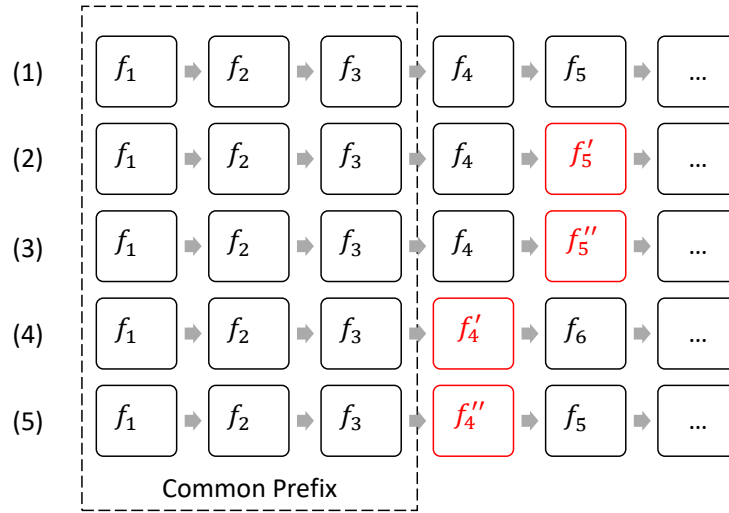 (1) f₁ f₂ f₃ f₄ f₅ ...
(2) f₁ f₂ f₃ f₄ f₅′ ...
(3) f₁ f₂ f₃ f₄ f₅″ ...
(4) f₁ f₂ f₃ f₄′ f₆ ...
(5) f₁ f₂ f₃ f₄″ f₅ ...
Common Prefix